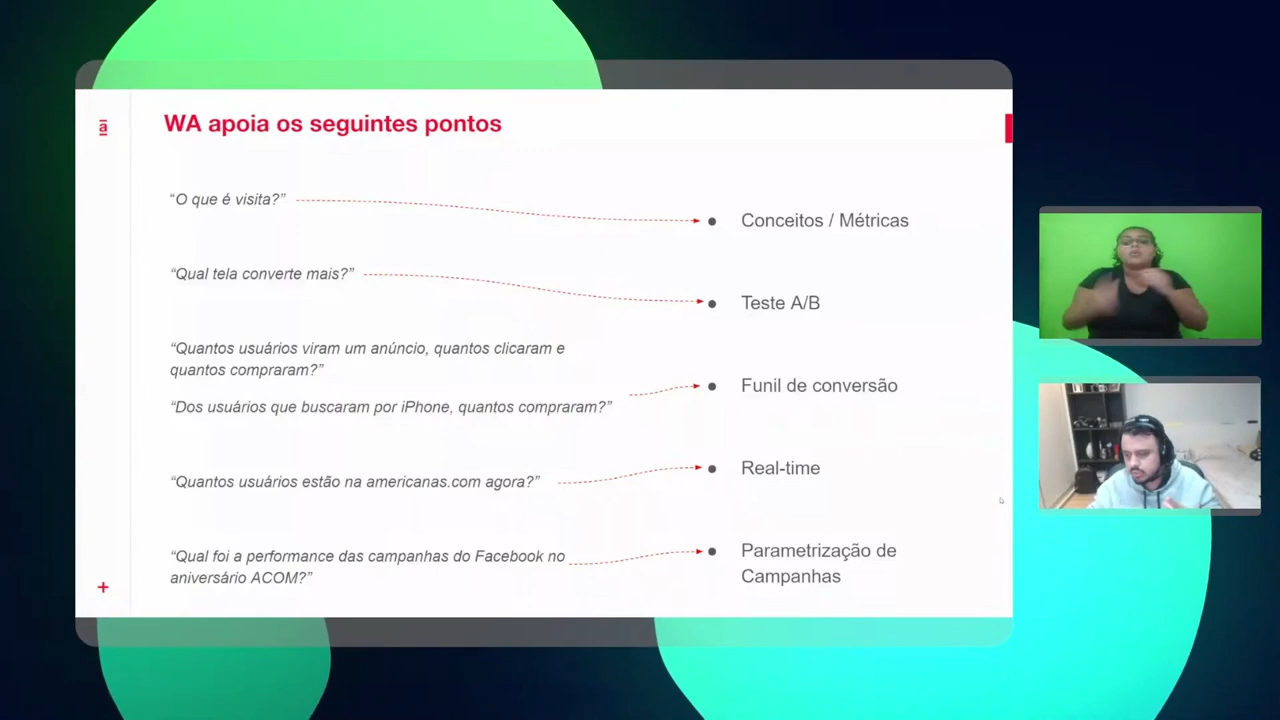 ā
WA apoia os seguintes pontos
“O que é visita?”
Conceitos / Métricas
“Qual tela converte mais?”
Teste A/B
“Quantos usuários viram um anúncio, quantos clicaram e
quantos compraram?”
“Dos usuários que buscaram por iPhone, quantos compraram?”
Funil de conversão
“Quantos usuários estão na americanas.com agora?”
Real-time
“Qual foi a performance das campanhas do Facebook no
aniversário ACOM?”
Parametrização de
Campanhas
+